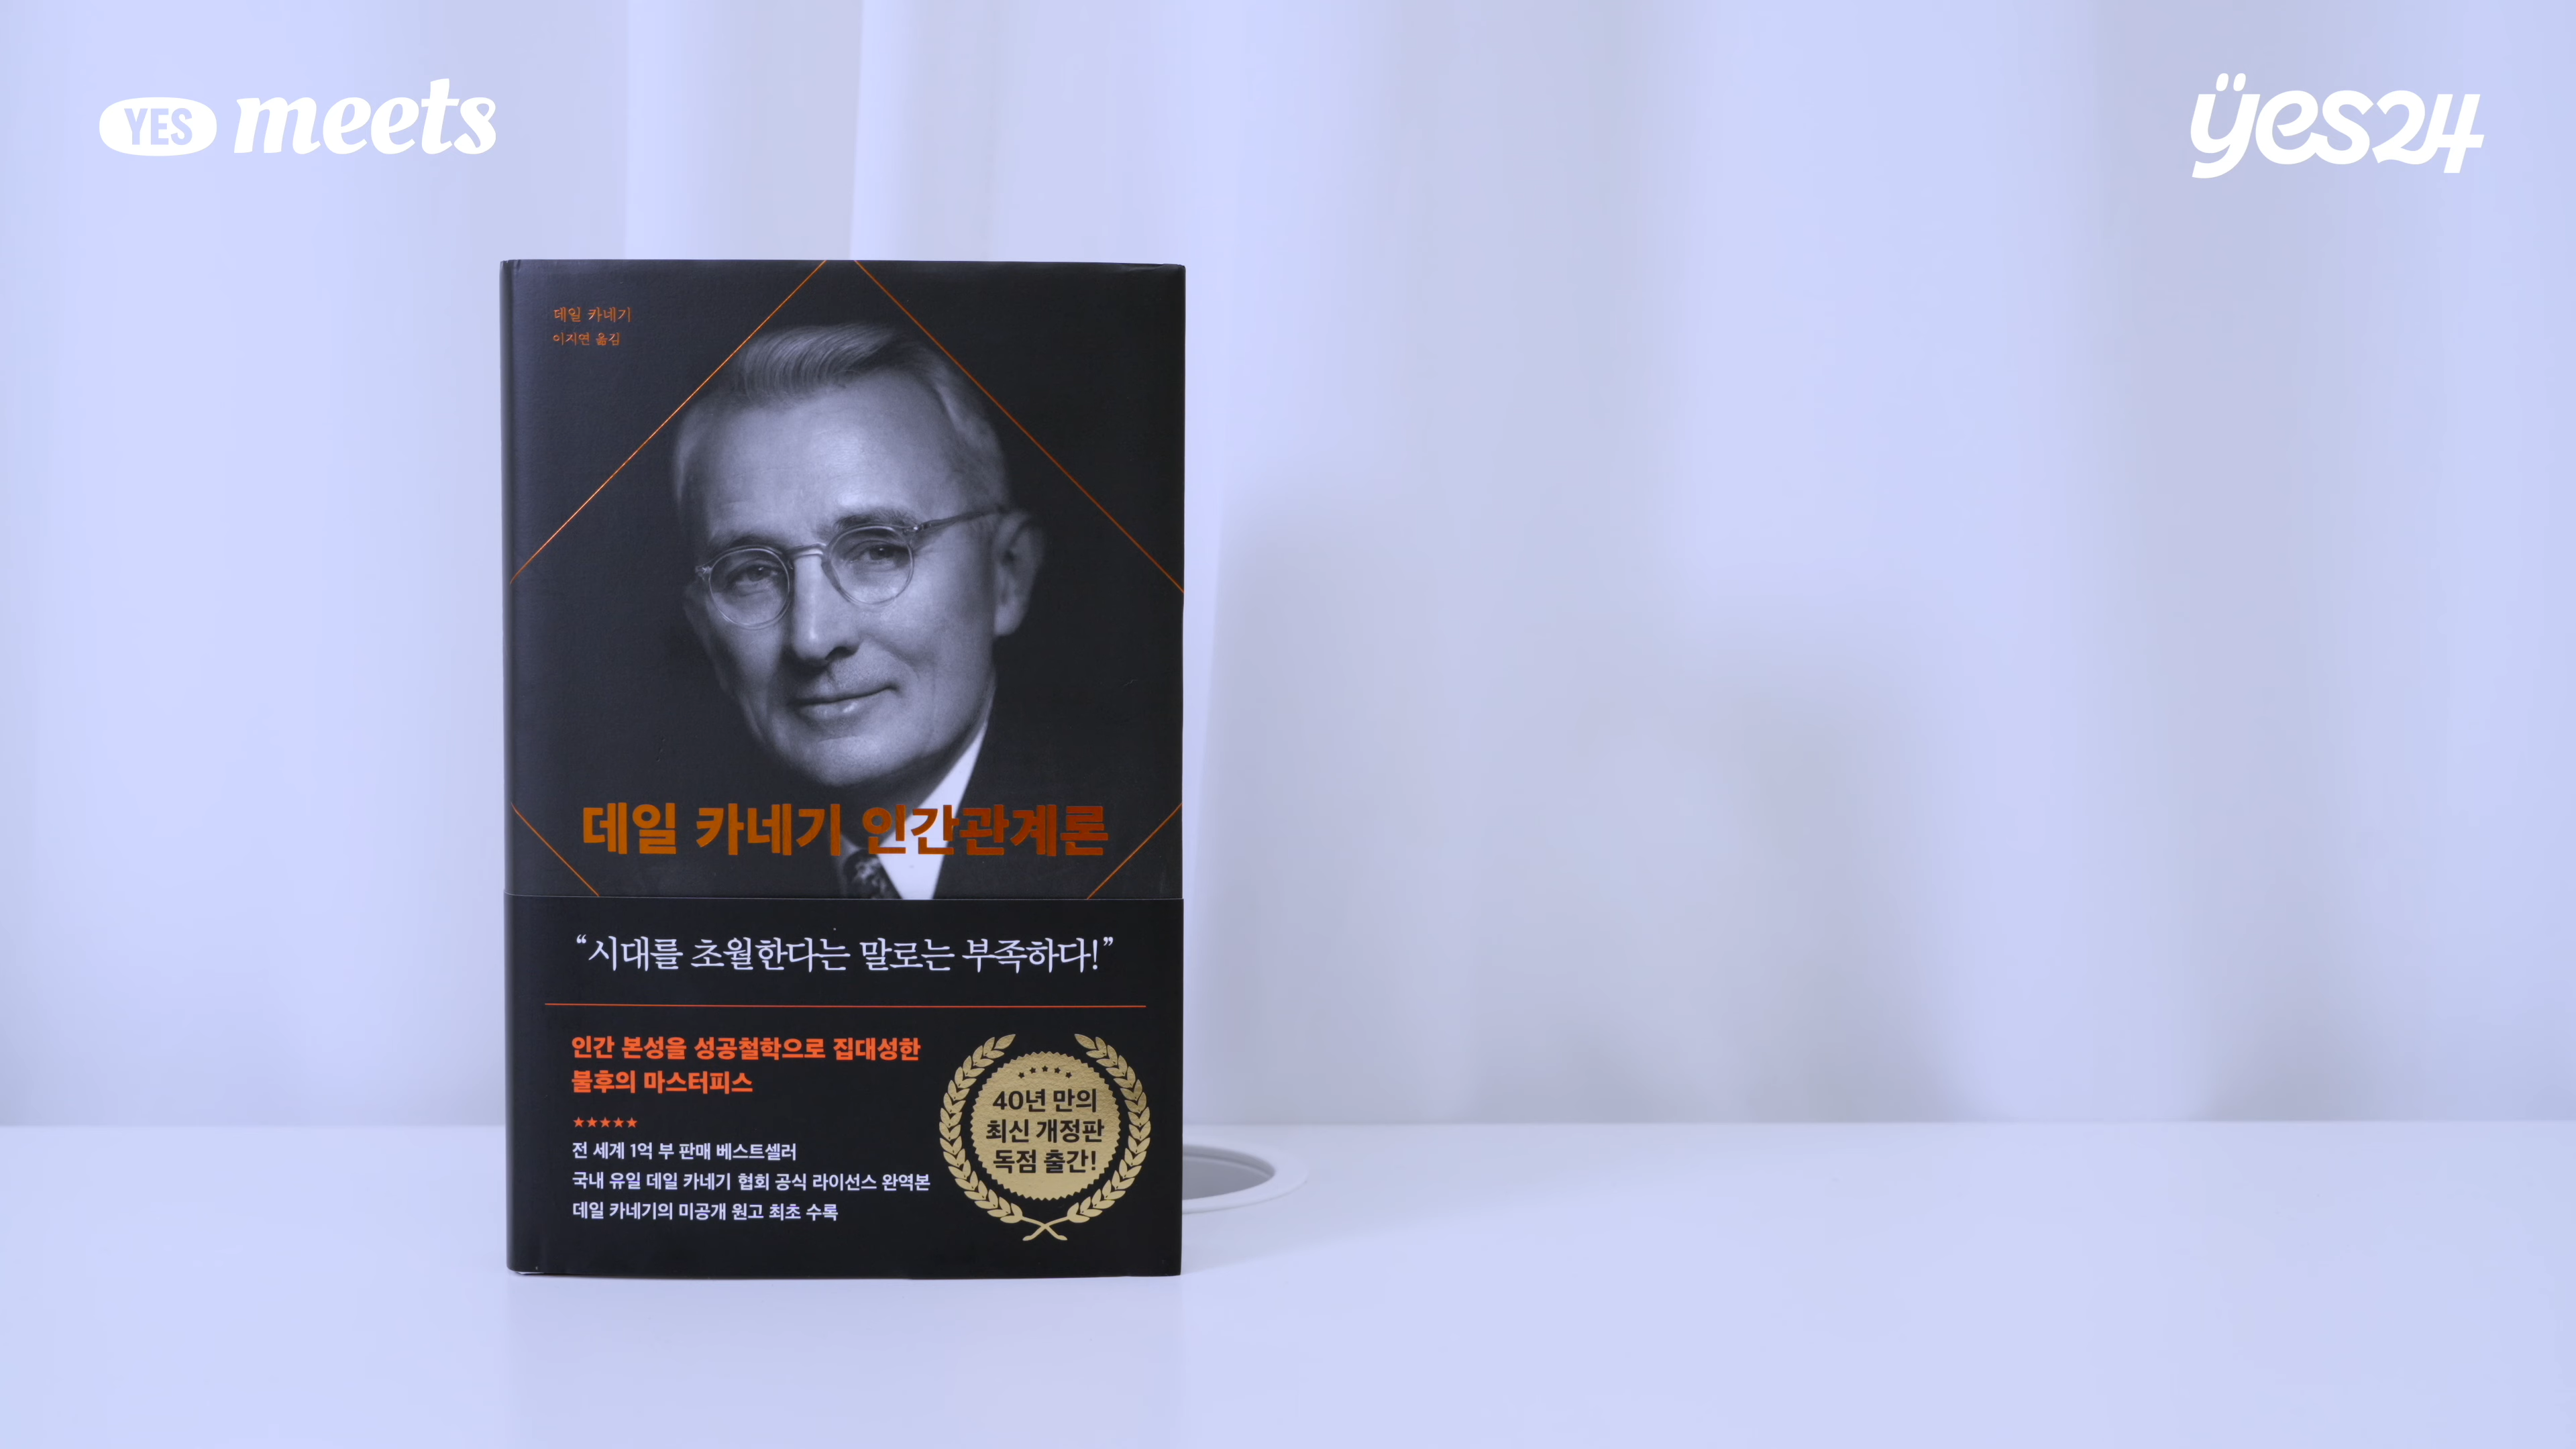 YES meets
yes24
데일 카네기
이지연 옮김
데일 카네기 인간관계론
“시대를 초월한다는 말로는 부족하다!”
인간 본성을 성공철학으로 집대성한
불후의 마스터피스
★★★★★
전 세계 1억 부 판매 베스트셀러
국내 유일 데일 카네기 협회 공식 라이선스 완역본
데일 카네기의 미공개 원고 최초 수록
★★★★★
40년 만의
최신 개정판
독점 출간!